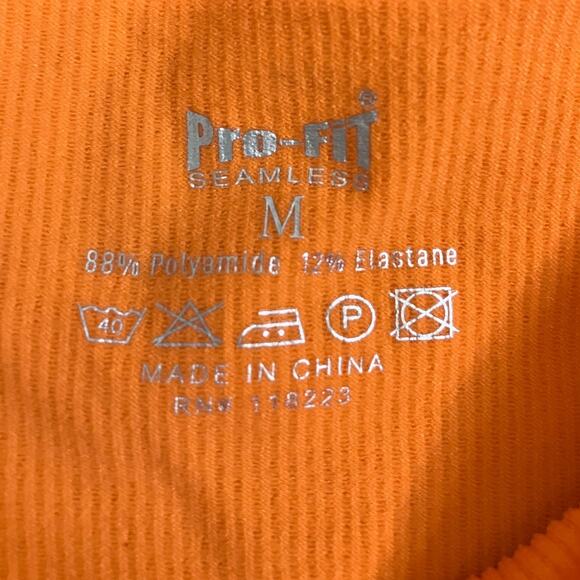 Pro-FIT®
SEAMLESS
M
88% Polyamide 12% Elastane
40 P
MADE IN CHINA
RN# 118223